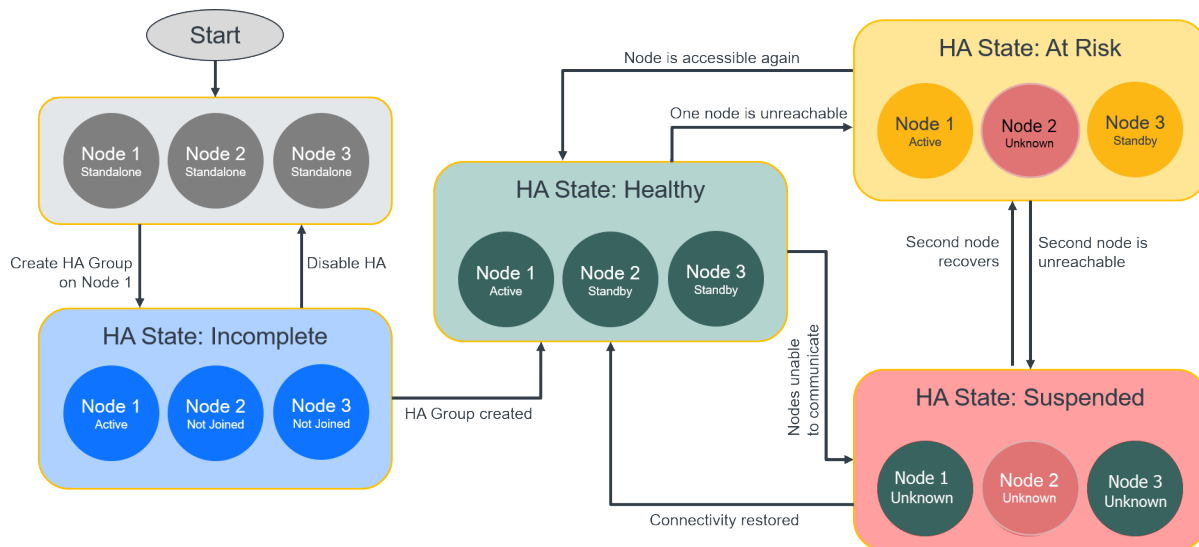 Start
Node 1
Standalone
Node 2
Standalone
Node 3
Standalone
Create HA Group
on Node 1
Disable HA
HA State: Incomplete
Node 1
Active
Node 2
Not Joined
Node 3
Not Joined
HA Group created
HA State: Healthy
Node 1
Active
Node 2
Standby
Node 3
Standby
Node is accessible again
One node is unreachable
HA State: At Risk
Node 1
Active
Node 2
Unknown
Node 3
Standby
Second node
recovers
Second node is
unreachable
Nodes unable
to communicate
HA State: Suspended
Node 1
Unknown
Node 2
Unknown
Node 3
Unknown
Connectivity restored